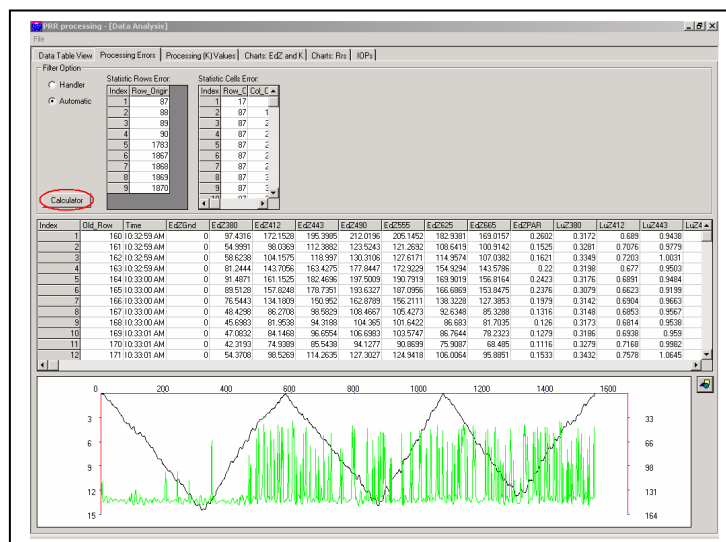 PRR processing - [Data Analysis]
File
Data Table View Processing Errors Processing (K) Values Charts: EdZ and K Charts: Rrs IOPs
Filter Option
Handler
Automatic
Calculator
Statistic Rows Error:
Index Row_Origin
1 87
2 88
3 89
4 90
5 1783
6 1867
7 1868
8 1869
9 1870
Statistic Cells Error:
Index Row_C Col_C
1 17
2 87 1
3 87 2
4 87 2
5 87 2
6 87 2
7 87 2
8 87 3
9 87 3
Index Old_Row Time EdZGnd EdZ380 EdZ412 EdZ443 EdZ490 EdZ555 EdZ625 EdZ665 EdZPAR LuZ380 LuZ412 LuZ443 LuZ4
1 160 10:32:59 AM 0 97.4316 172.1528 195.3985 212.0196 205.1452 182.9381 169.0157 0.2602 0.3172 0.689 0.9438
2 161 10:32:59 AM 0 54.9991 98.0369 112.3882 123.5243 121.2692 108.6419 100.9142 0.1525 0.3281 0.7076 0.9779
3 162 10:32:59 AM 0 58.6238 104.1575 118.997 130.3106 127.6171 114.9574 107.0382 0.1621 0.3349 0.7203 1.0031
4 163 10:32:59 AM 0 81.2444 143.7056 163.4275 177.8447 172.9229 154.9294 143.5786 0.22 0.3198 0.677 0.9503
5 164 10:33:00 AM 0 91.4871 161.1525 182.4696 197.5009 190.7919 169.9019 156.8164 0.2423 0.3176 0.6891 0.9484
6 165 10:33:00 AM 0 89.5128 157.8248 178.7351 193.6327 187.0956 166.6869 153.8475 0.2376 0.3079 0.6623 0.9199
7 166 10:33:00 AM 0 76.5443 134.1809 150.952 162.8789 156.2111 138.3228 127.3853 0.1979 0.3142 0.6904 0.9663
8 167 10:33:00 AM 0 48.4298 86.2708 98.5829 108.4667 105.4273 92.6348 85.3288 0.1316 0.3148 0.6853 0.9567
9 168 10:33:00 AM 0 45.6983 81.9538 94.3188 104.365 101.6422 86.683 81.7035 0.126 0.3173 0.6814 0.9538
10 169 10:33:01 AM 0 47.0832 84.1468 96.6554 106.6983 103.5747 86.7644 78.2323 0.1279 0.3186 0.6938 0.959
11 170 10:33:01 AM 0 42.3193 74.9389 85.5438 94.1277 90.8699 75.9087 68.485 0.1116 0.3279 0.7168 0.9982
12 171 10:33:01 AM 0 54.3708 98.5269 114.2635 127.3027 124.9418 106.0064 95.8851 0.1533 0.3432 0.7578 1.0645
0 200 400 600 800 1000 1200 1400 1600
3
6
9
12
15
33
66
98
131
164